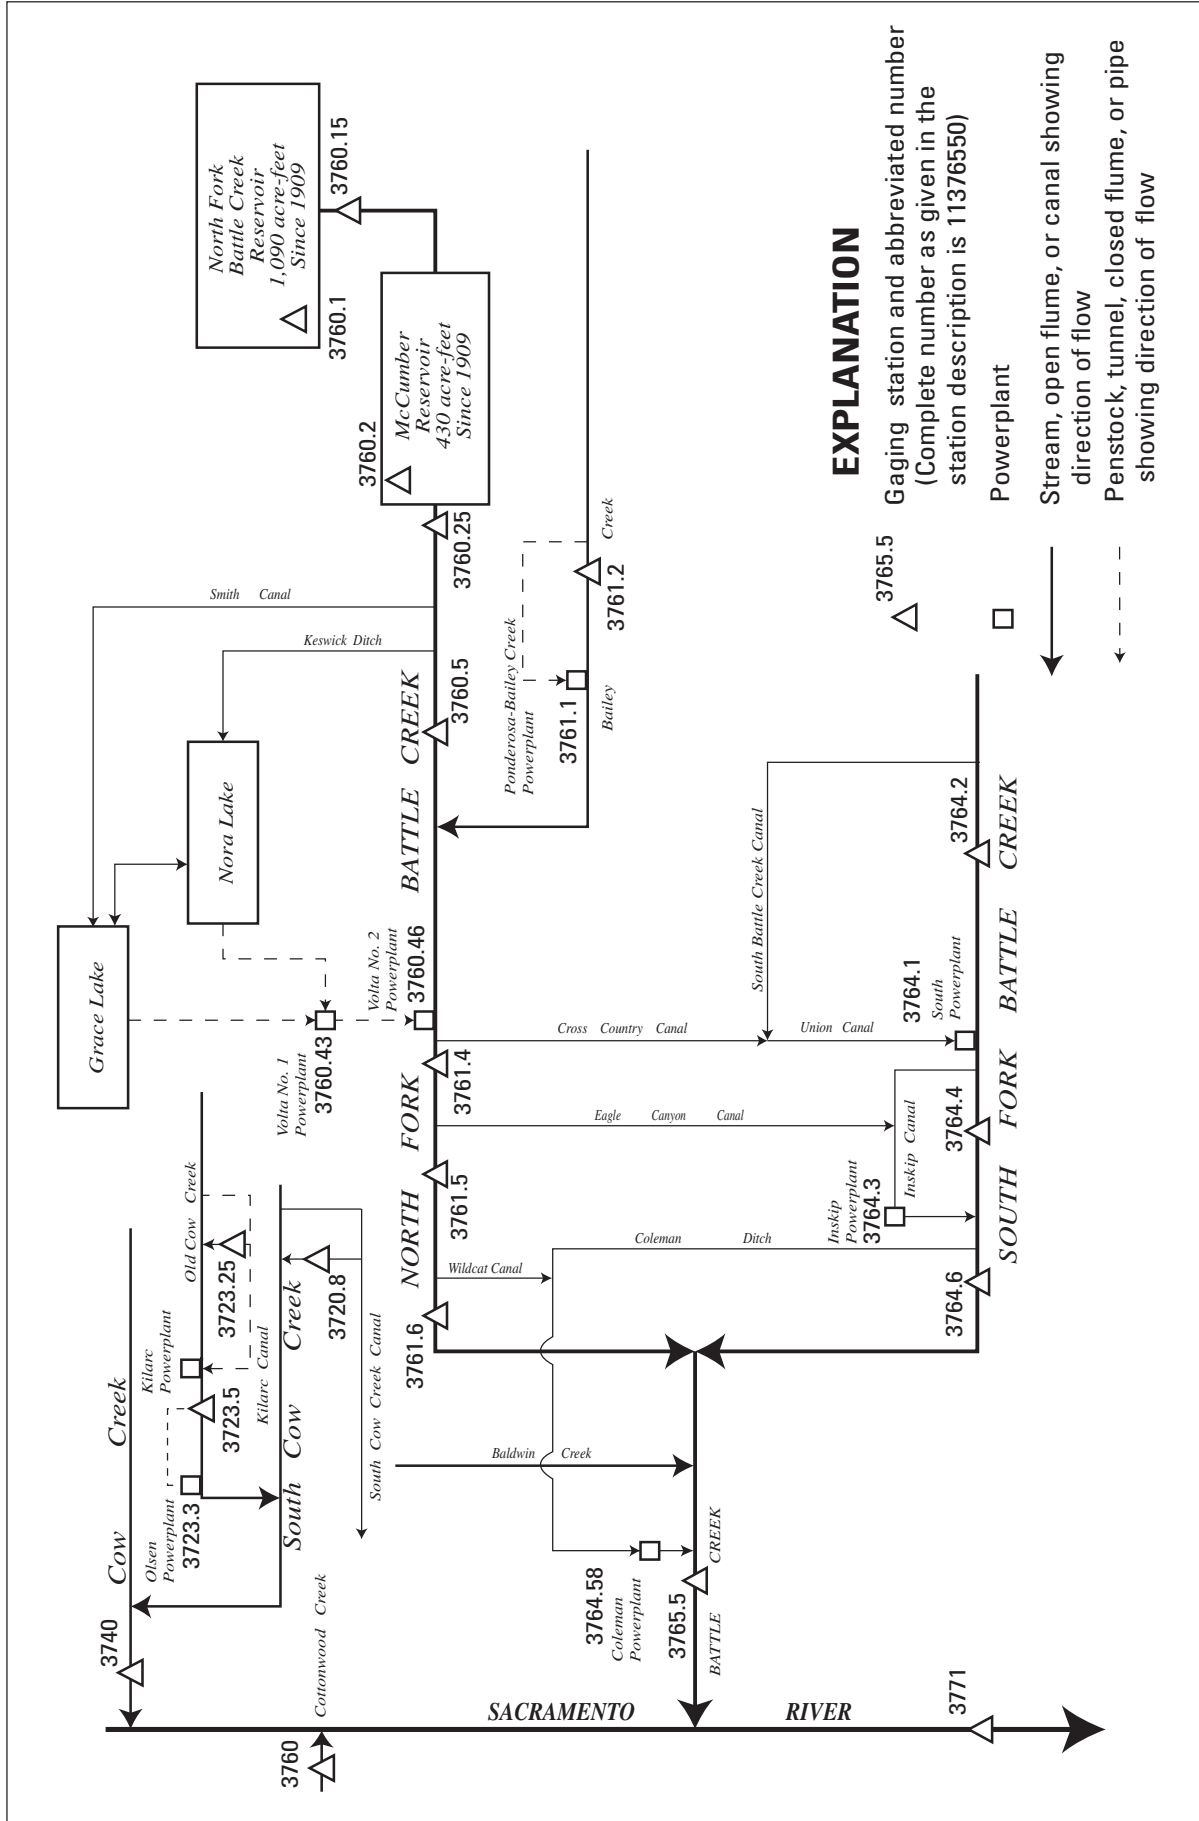 North Fork
Battle Creek
Reservoir
1,090 acre-feet
Since 1909
3760.15
3760.1
McCumber
Reservoir
430 acre-feet
Since 1909
3760.2
3760.25
Smith Canal
Keswick Ditch
3760.5
Nora Lake
Grace Lake
Ponderosa-Bailey Creek
Powerplant
3761.1
3761.2
Bailey Creek
Volta No. 1
Powerplant
3760.43
Volta No. 2
Powerplant
3760.46
NORTH FORK BATTLE CREEK
3761.4
3761.5
3761.6
Cross Country Canal
South Battle Creek Canal
Union Canal
3764.1
South
Powerplant
3764.2
Eagle Canyon Canal
Inskip Canal
Inskip
Powerplant
3764.3
3764.4
SOUTH FORK BATTLE CREEK
3764.6
Coleman Ditch
Wildcat Canal
Baldwin Creek
3764.58
Coleman
Powerplant
3765.5
BATTLE CREEK
Old Cow Creek
3723.25
Kilarc
Powerplant
Kilarc Canal
3723.5
Olsen
Powerplant
3723.3
South Cow Creek
3720.8
South Cow Creek Canal
Cow Creek
3740
Cottonwood Creek
3760
SACRAMENTO RIVER
3771
EXPLANATION
3765.5
Gaging station and abbreviated number
(Complete number as given in the
station description is 11376550)
Powerplant
Stream, open flume, or canal showing
direction of flow
Penstock, tunnel, closed flume, or pipe
showing direction of flow